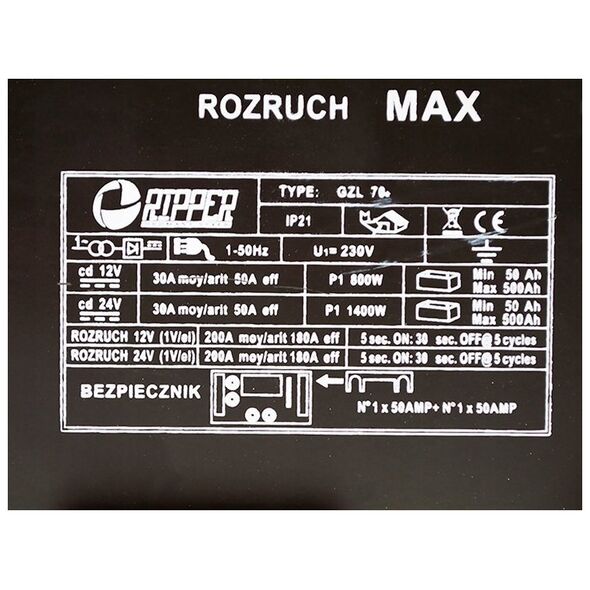 ROZRUCH MAX
RIPPER
TYPE: GZL 70
IP21
CE
1~
1-50Hz
U1= 230V
cd 12V
30A moy/arit 50A eff
P1 800W
Min 50 Ah
Max 500Ah
cd 24V
30A moy/arit 50A eff
P1 1400W
Min 50 Ah
Max 500Ah
ROZRUCH 12V (1V/el)
200A moy/arit 180A eff
5 sec. ON: 30 sec. OFF@ 5 cycles
ROZRUCH 24V (1V/el)
200A moy/arit 180A eff
5 sec. ON: 30 sec. OFF@ 5 cycles
BEZPIECZNIK
N° 1 x 50AMP+ N° 1 x 50AMP